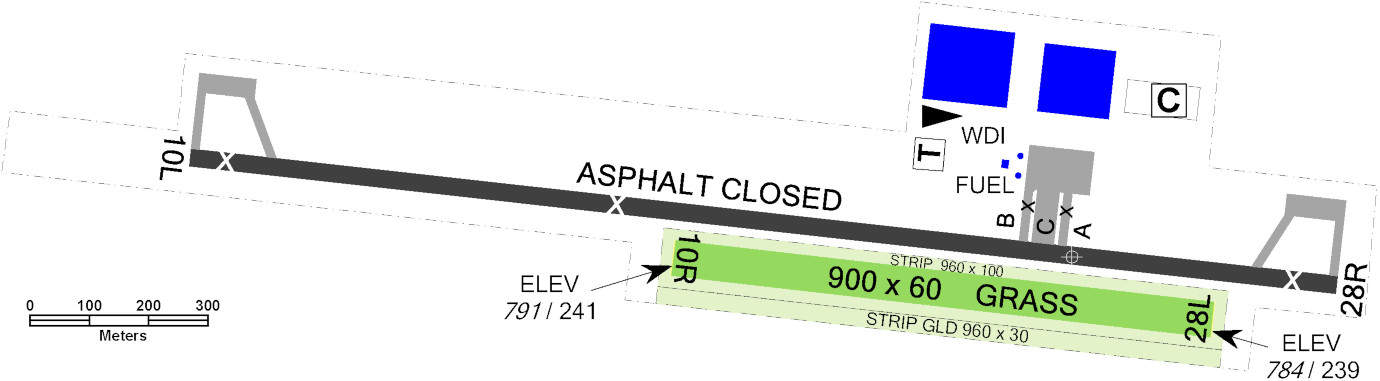 C
WDI
T
10L
FUEL
ASPHALT CLOSED
X
X
X
X
X
B
C
A
10R
STRIP 960 x 100
900 x 60 GRASS
28L
28R
ELEV
791 / 241
STRIP GLD 960 x 30
ELEV
784 / 239
0 100 200 300
Meters